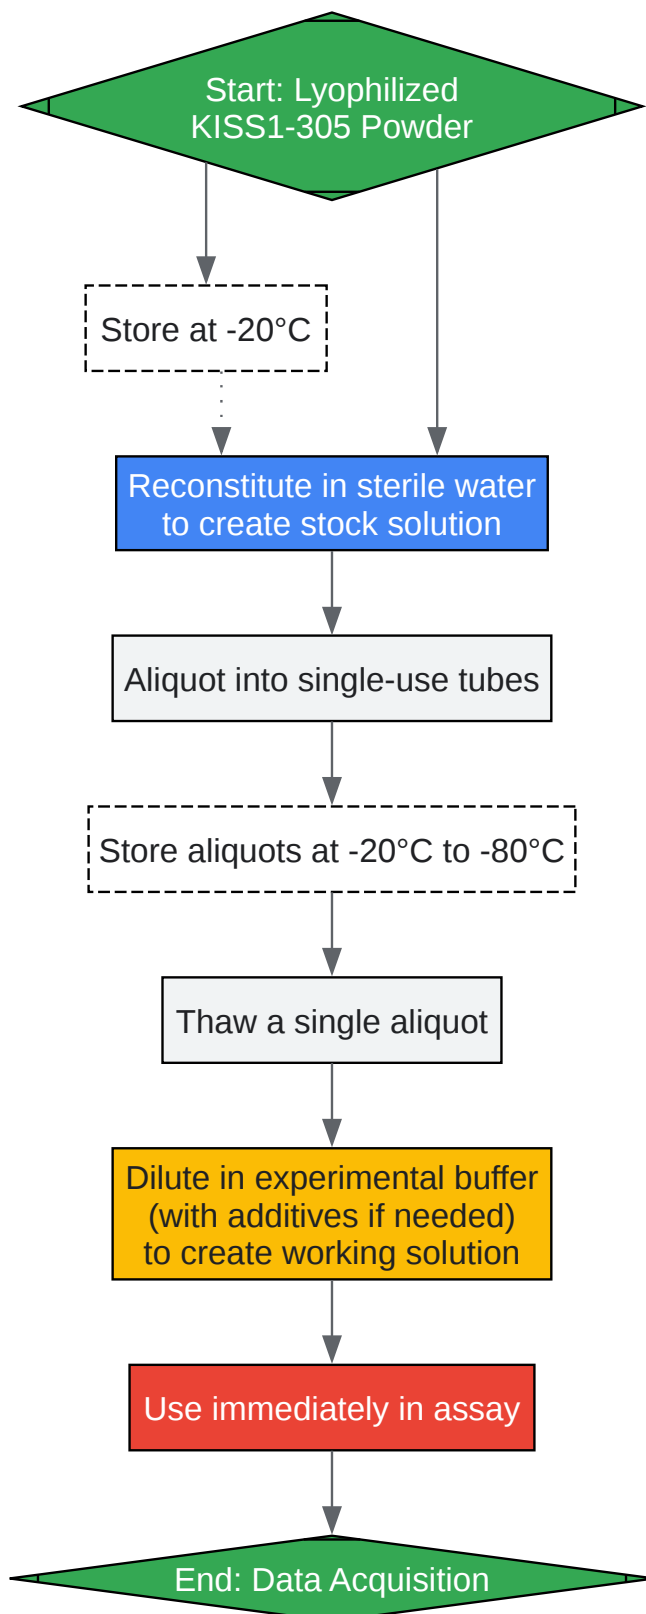 Start: Lyophilized
KISS1-305 Powder
Store at -20°C
Reconstitute in sterile water
to create stock solution
Aliquot into single-use tubes
Store aliquots at -20°C to -80°C
Thaw a single aliquot
Dilute in experimental buffer
(with additives if needed)
to create working solution
Use immediately in assay
End: Data Acquisition